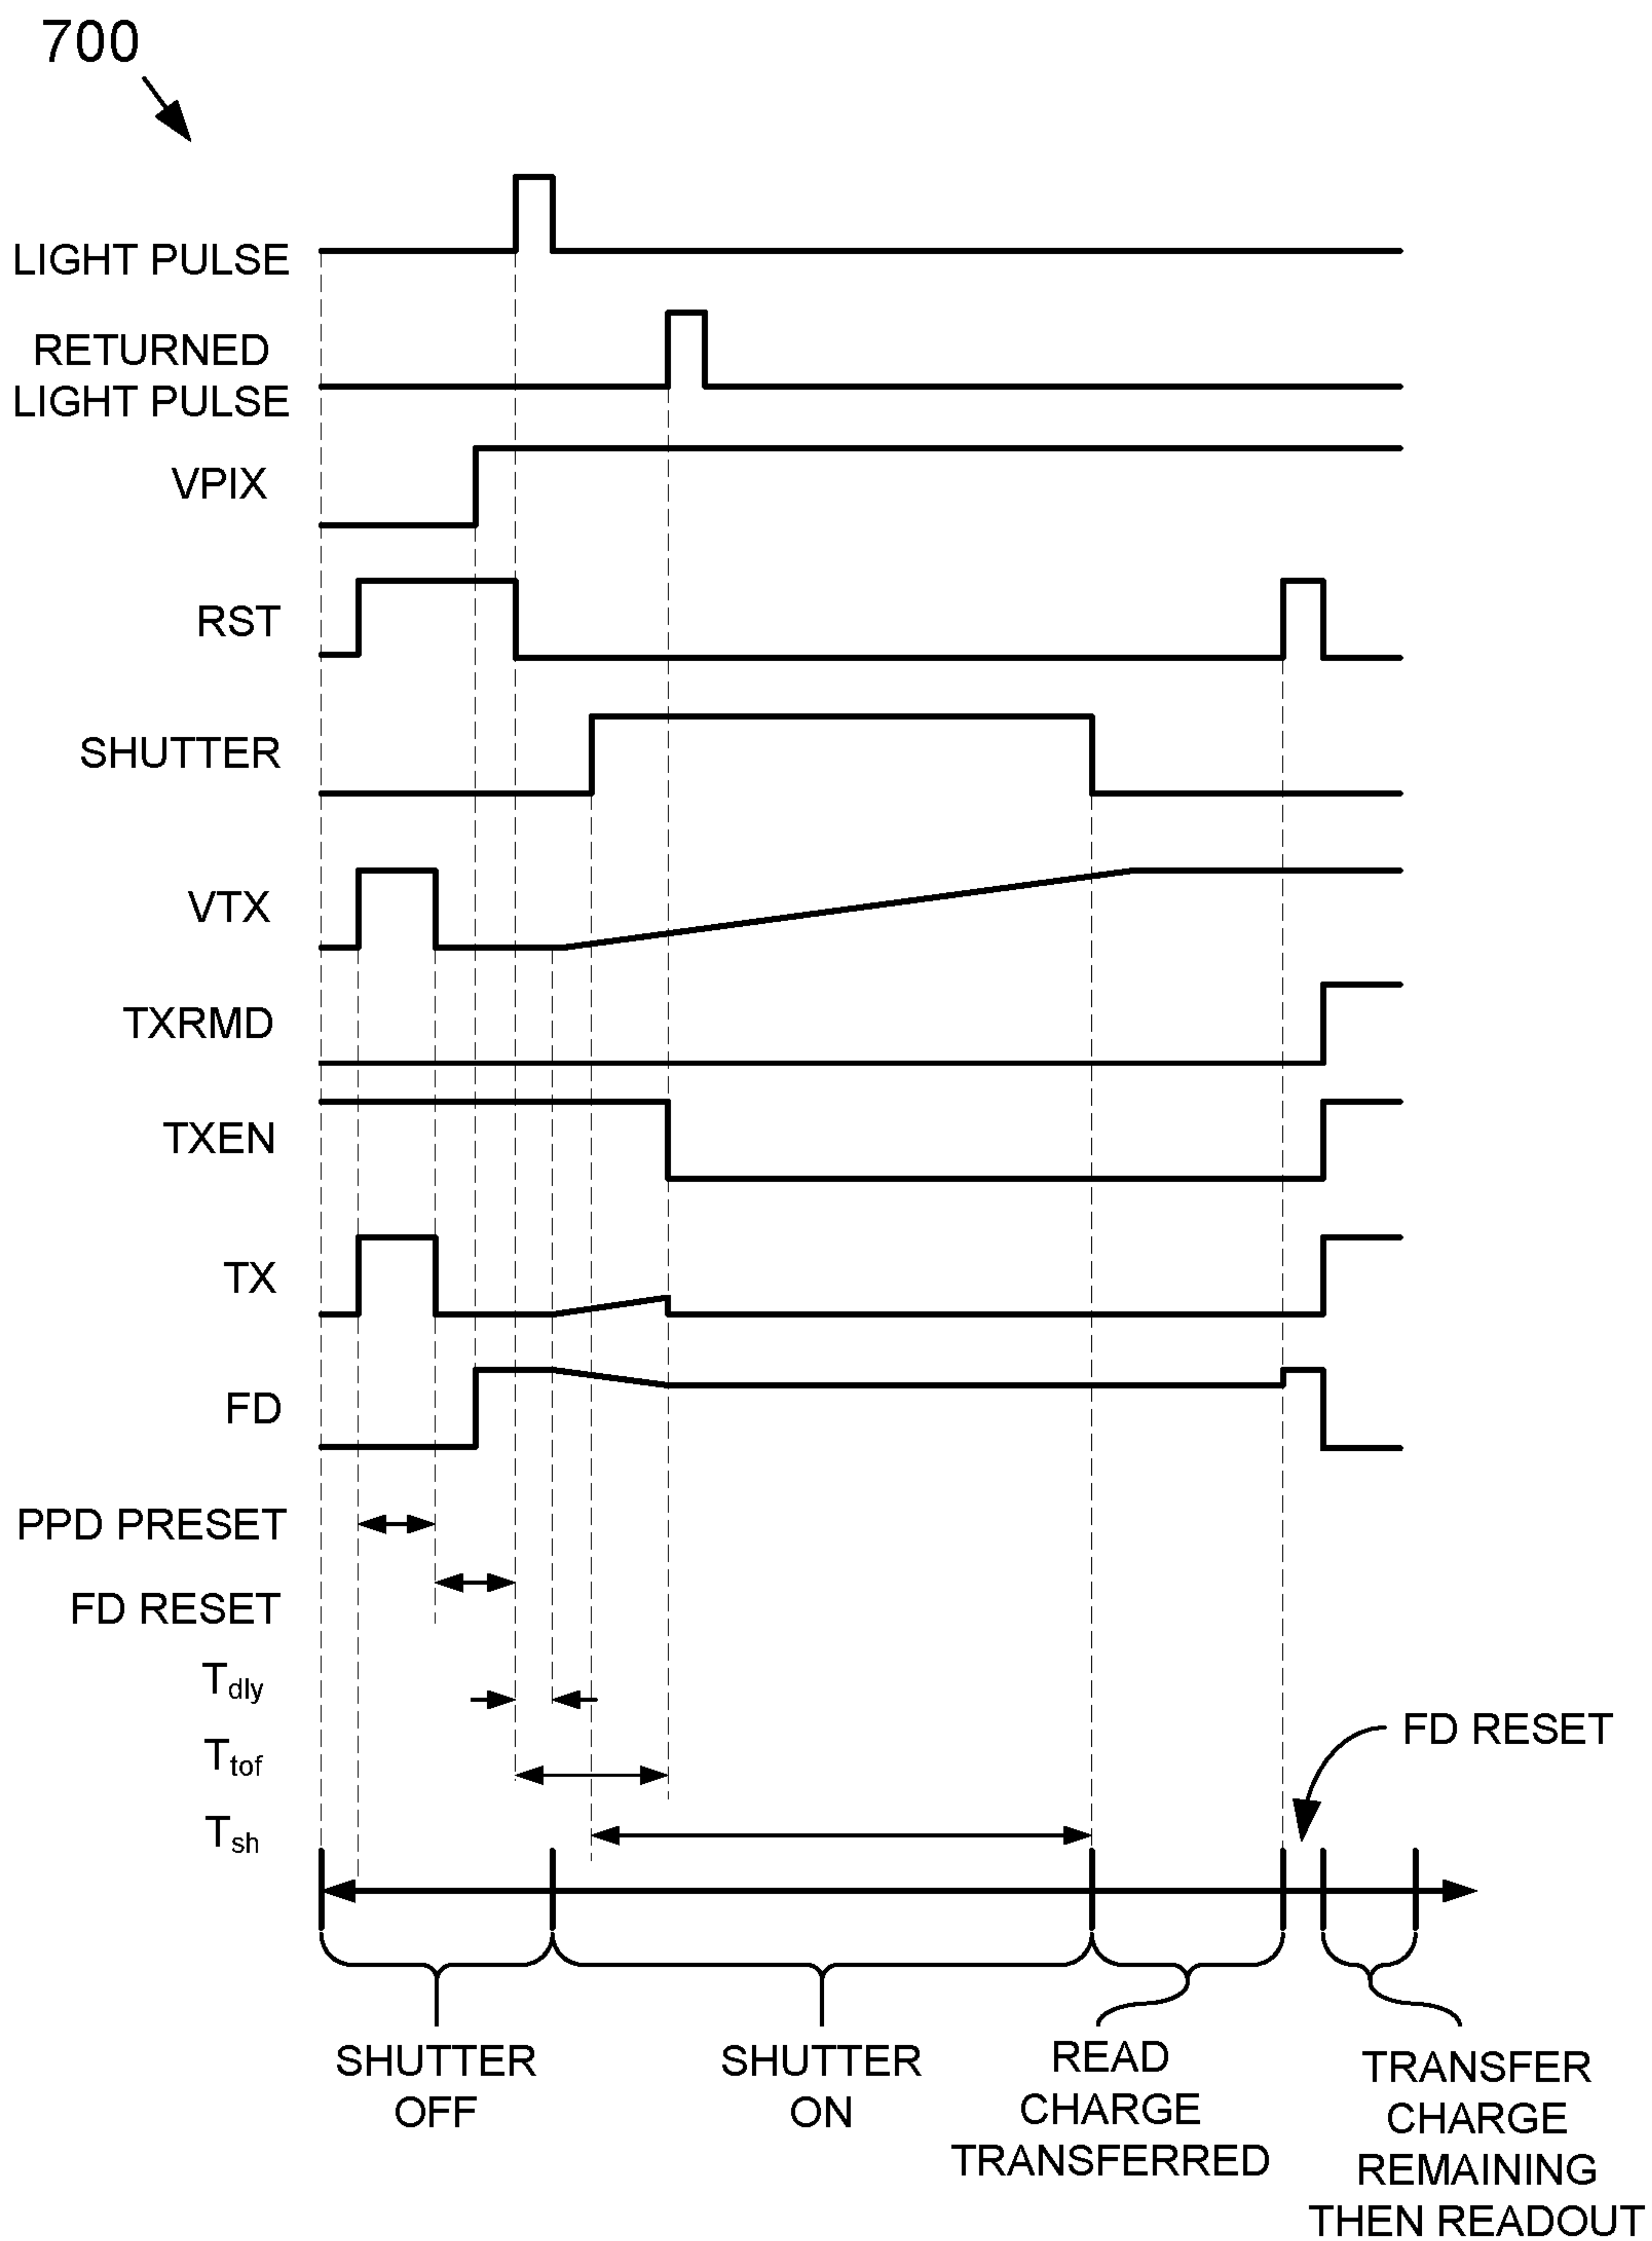 700
LIGHT PULSE
RETURNED
LIGHT PULSE
VPIX
RST
SHUTTER
VTX
TXRMD
TXEN
TX
FD
PPD PRESET
FD RESET
Tdly
Ttof
FD RESET
Tsh
SHUTTER
OFF
SHUTTER
ON
READ
CHARGE
TRANSFERRED
TRANSFER
CHARGE
REMAINING
THEN READOUT